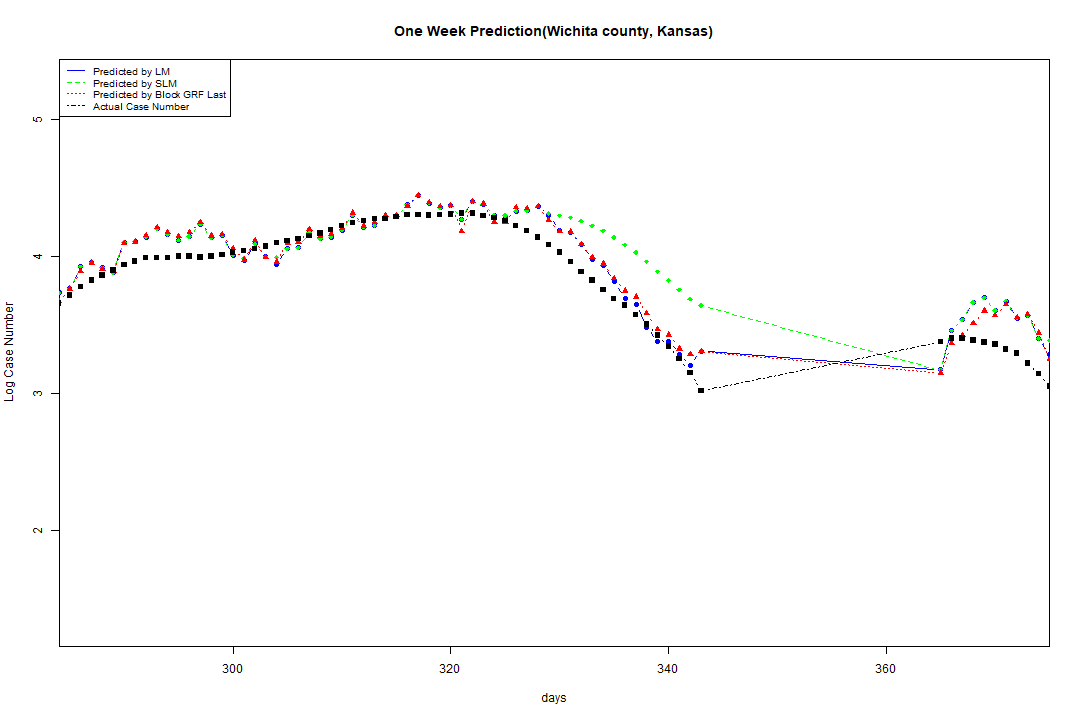 One Week Prediction(Wichita county, Kansas)
Predicted by LM
Predicted by SLM
Predicted by Block GRF Last
Actual Case Number
5
4
3
2
Log Case Number
300 320 340 360
days